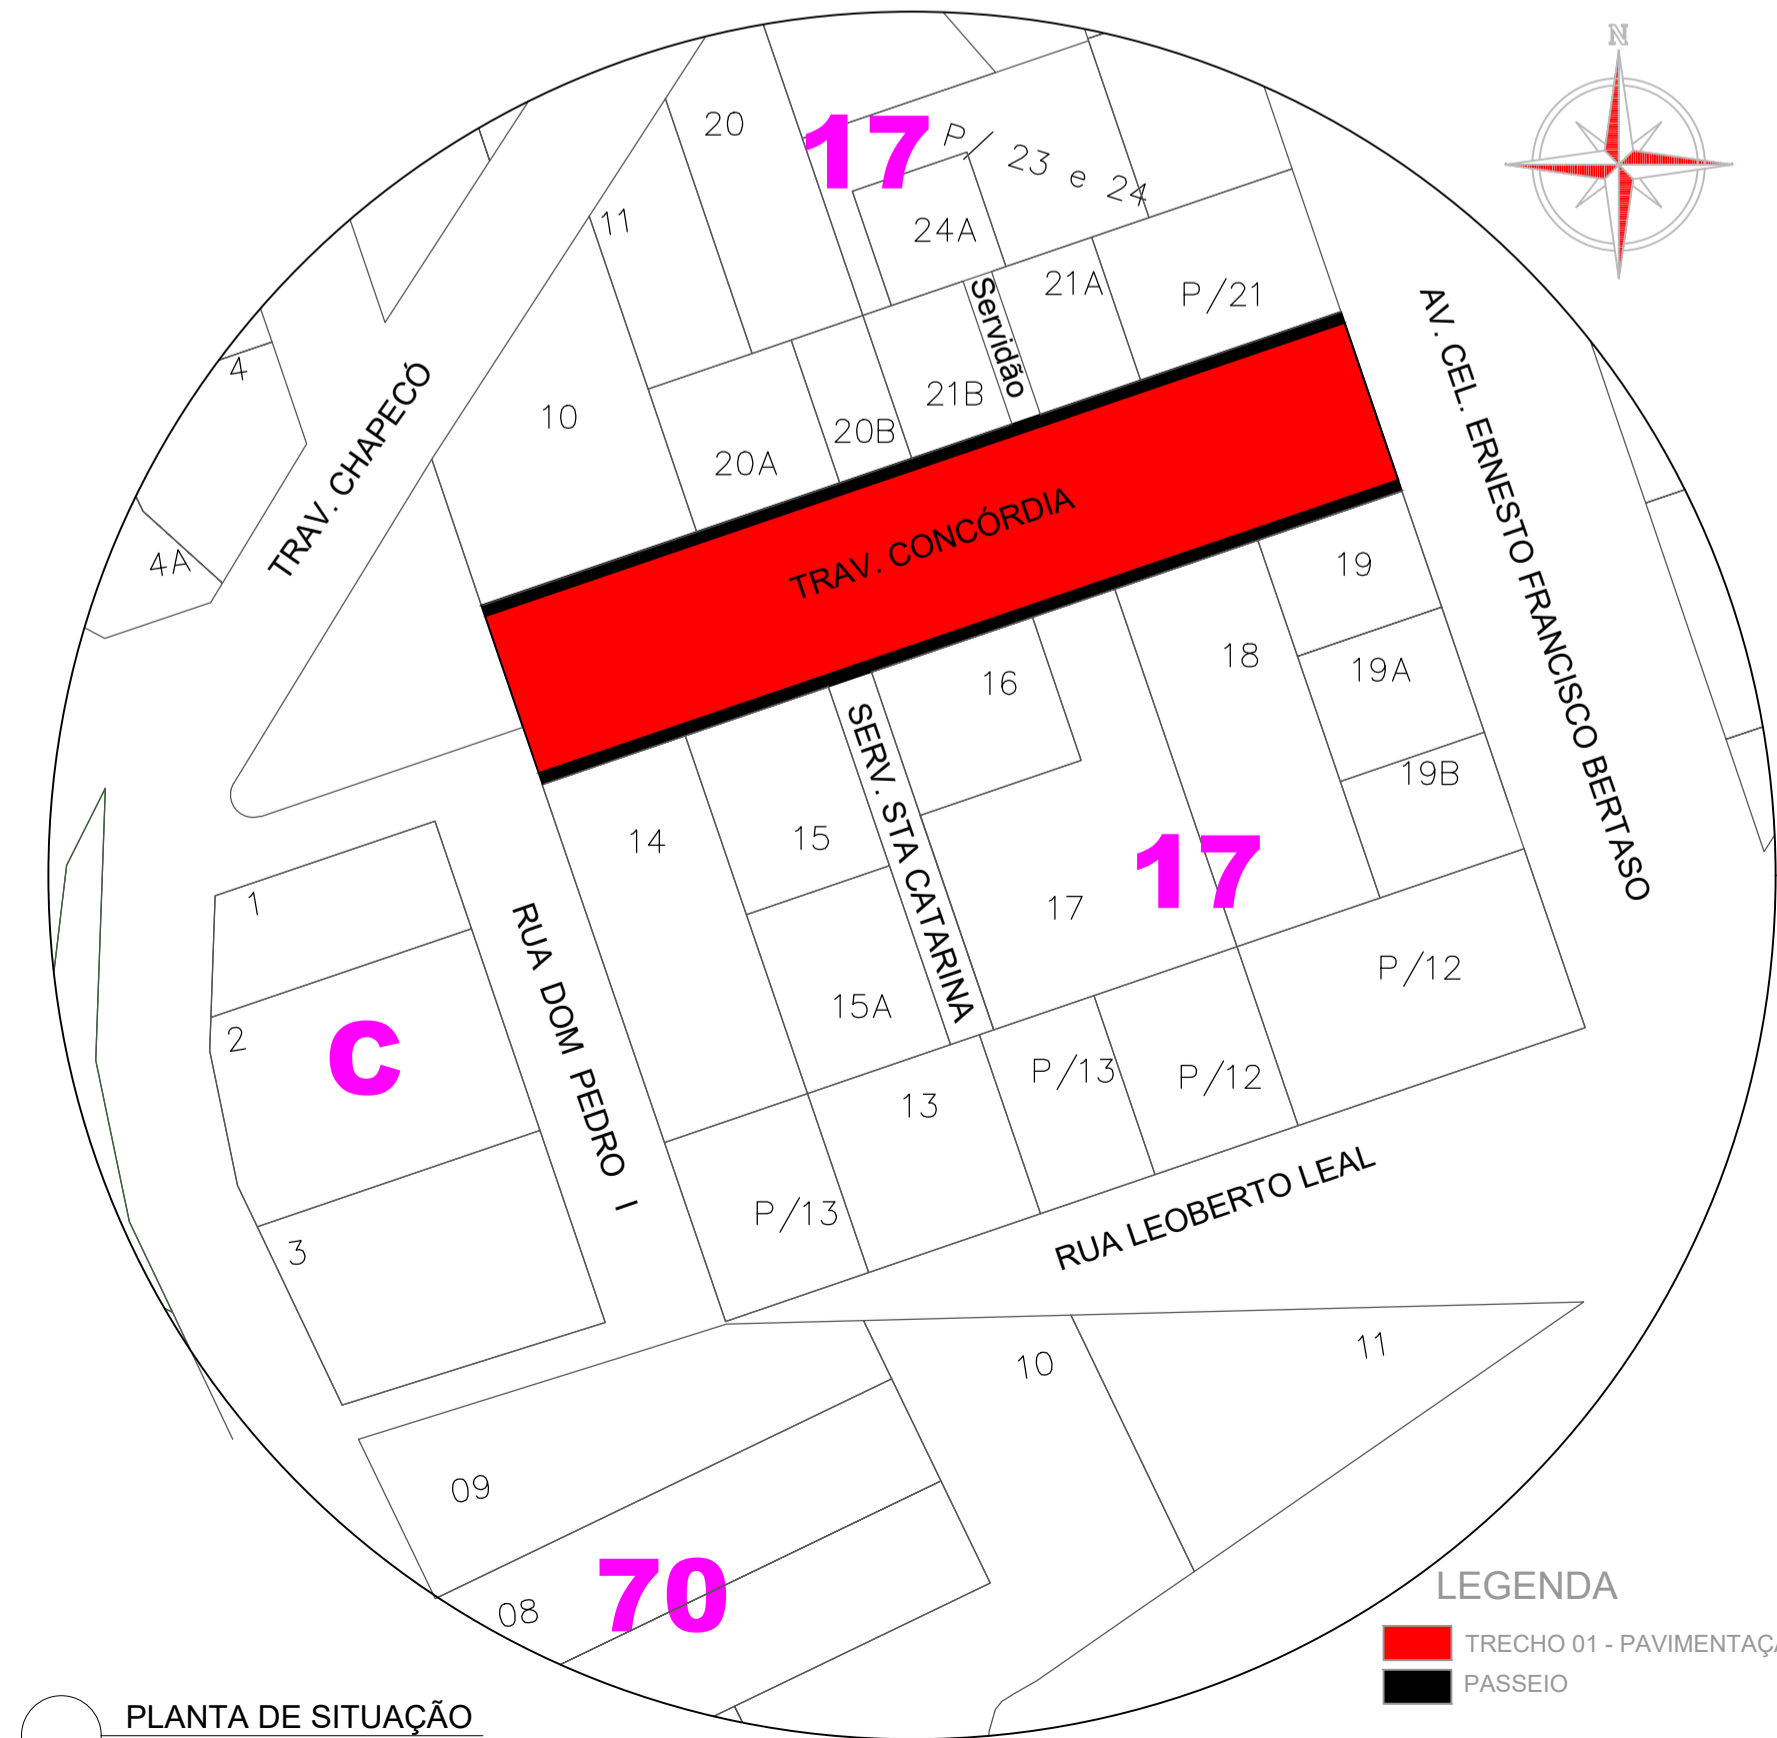 N
20
17
P/ 23 e 24
11
24A
Servidão
21A
P/21
4
TRAV. CHAPECÓ
10
20A
20B
21B
AV. CEL. ERNESTO FRANCISCO BERTASO
4A
TRAV. CONCÓRDIA
19
18
19A
16
SERV. STA CATARINA
19B
14
15
17
17
1
RUA DOM PEDRO I
15A
P/12
2
C
13
P/13
P/12
3
P/13
RUA LEOBERTO LEAL
10
11
09
08
70
LEGENDA
TRECHO 01 - PAVIMENTAÇ
PASSEIO
PLANTA DE SITUAÇÃO